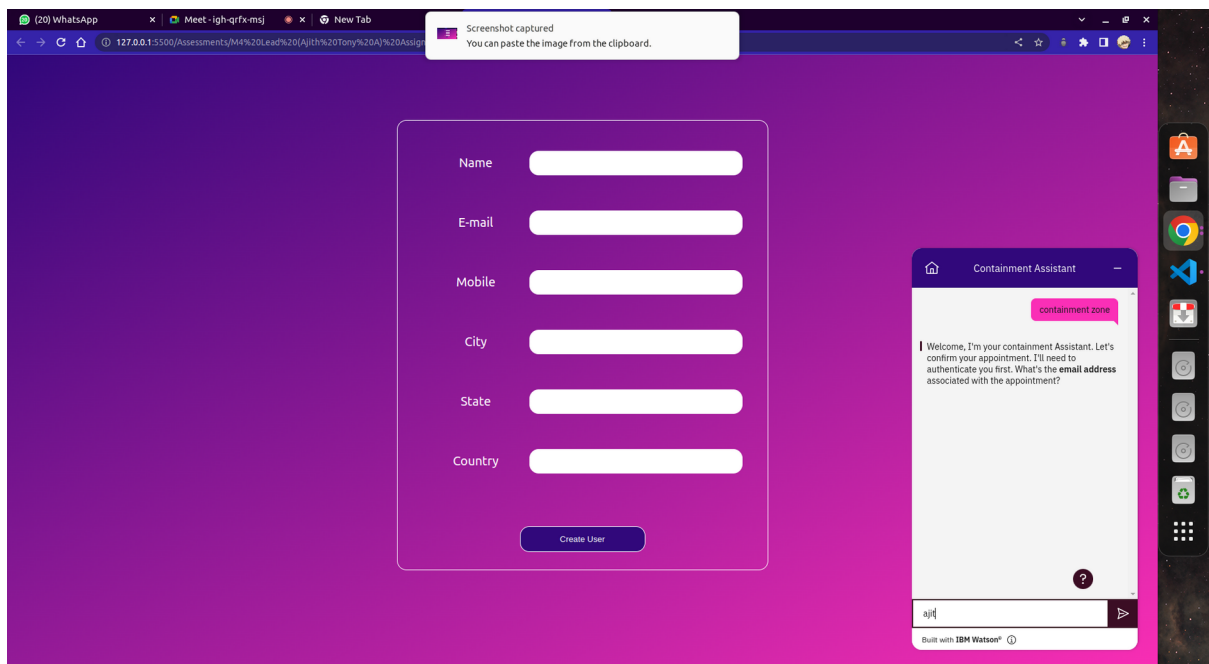 (20) WhatsApp
Meet - igh-qrfx-msj
New Tab
Screenshot captured
You can paste the image from the clipboard.
127.0.0.1:5500/Assessments/M4%20Lead%20(Ajith%20Tony%20A)%20Assign
Name
E-mail
Mobile
City
State
Country
Create User
Containment Assistant
containment zone
Welcome, I'm your containment Assistant. Let's
confirm your appointment. I'll need to
authenticate you first. What's the email address
associated with the appointment?
?
ajit
Built with IBM Watson®